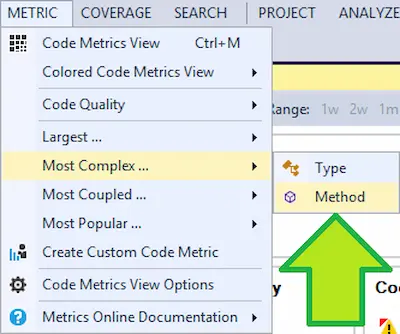 METRIC COVERAGE SEARCH PROJECT ANALYZE
Code Metrics View Ctrl+M
Colored Code Metrics View
Range: 1w 2w 1m
Code Quality
Largest ...
Most Complex ...
Type
Most Coupled ...
Method
Most Popular ...
Create Custom Code Metric
Code Metrics View Options
Metrics Online Documentation